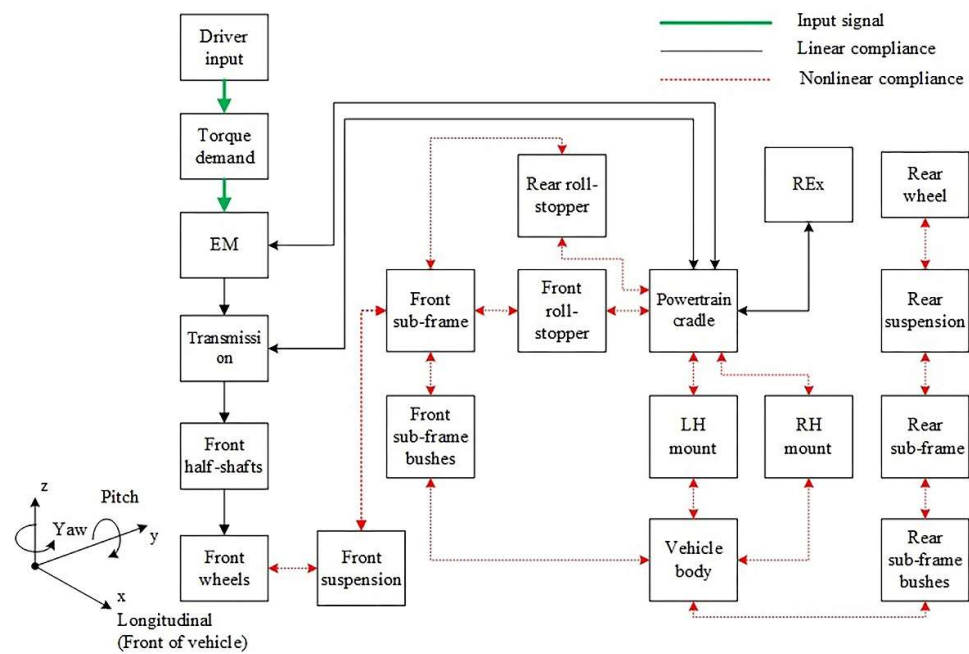 Driver
input
Input signal
Linear compliance
Nonlinear compliance
Torque
demand
Rear roll-
stopper
REx
Rear
wheel
EM
Front
sub-frame
Front
roll-
stopper
Powertrain
cradle
Rear
suspension
Transmissi
on
Front
half-shafts
Front
sub-frame
bushes
LH
mount
RH
mount
Rear
sub-frame
z
Pitch
Yaw
y
x
Longitudinal
(Front of vehicle)
Front
wheels
Front
suspension
Vehicle
body
Rear
sub-frame
bushes